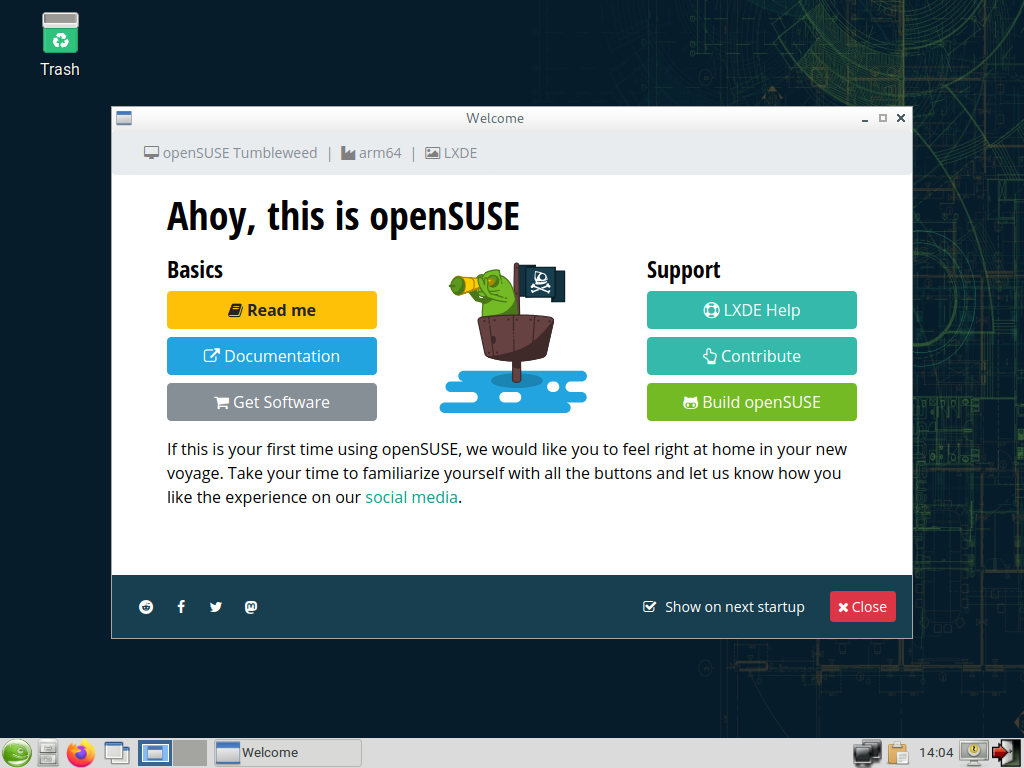 Trash
Welcome
openSUSE Tumbleweed | arm64 | LXDE
Ahoy, this is openSUSE
Basics
Read me
Documentation
Get Software
Support
LXDE Help
Contribute
Build openSUSE
If this is your first time using openSUSE, we would like you to feel right at home in your new
voyage. Take your time to familiarize yourself with all the buttons and let us know how you
like the experience on our social media.
Show on next startup
Close
Welcome
14:04